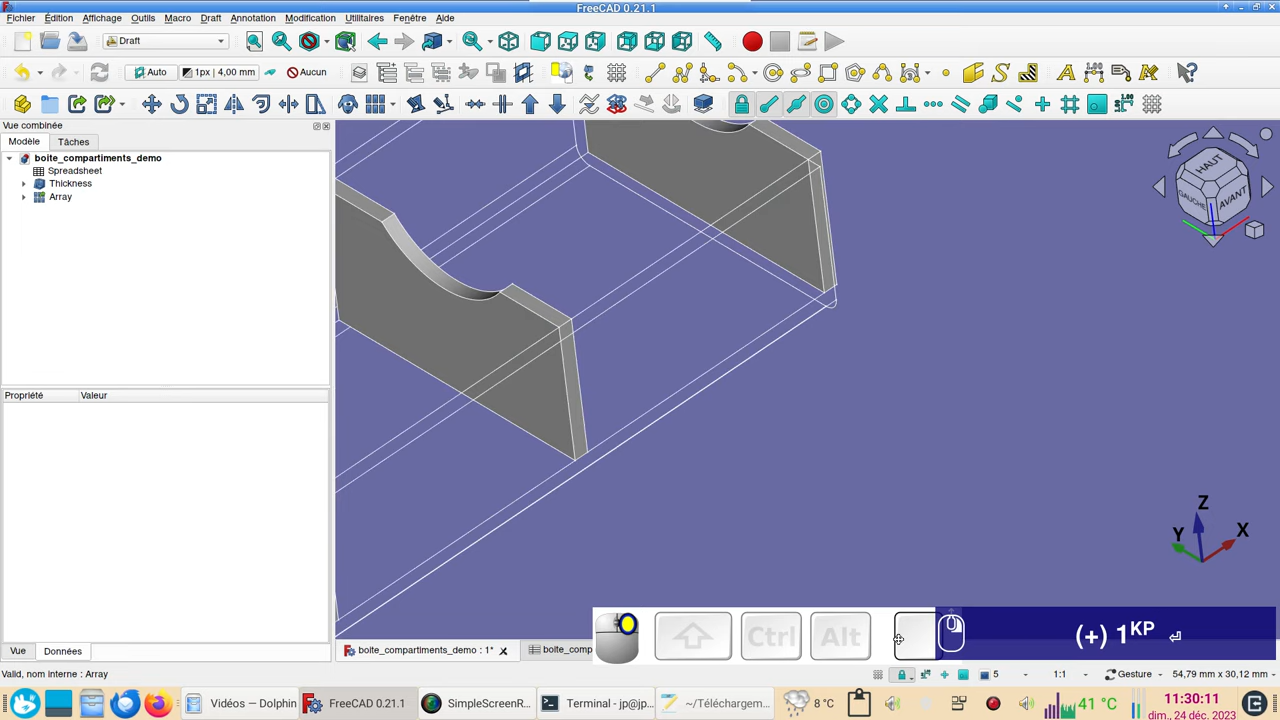 FreeCAD 0.21.1
Fichier Édition Affichage Outils Macro Draft Annotation Modification Utilitaires Fenêtre Aide
Draft
Auto 1px | 4,00 mm Aucun
Vue combinée
Modèle Tâches
boite_compartiments_demo
Spreadsheet
Thickness
Array
HAUT
GAUCHE AVANT
Propriété Valeur
Z
Y X
Ctrl Alt (+) 1KP ⏎
Vue Données
boite_compartiments_demo : 1* boite_comp
Valid, nom interne : Array 5 1:1 Gesture 54,79 mm x 30,12 mm
Vidéos — Dolphin FreeCAD 0.21.1 SimpleScreenR... Terminal - jp@jp... ~/Téléchargem... 8°C 41 °C 11:30:11
dim., 24 déc. 2023